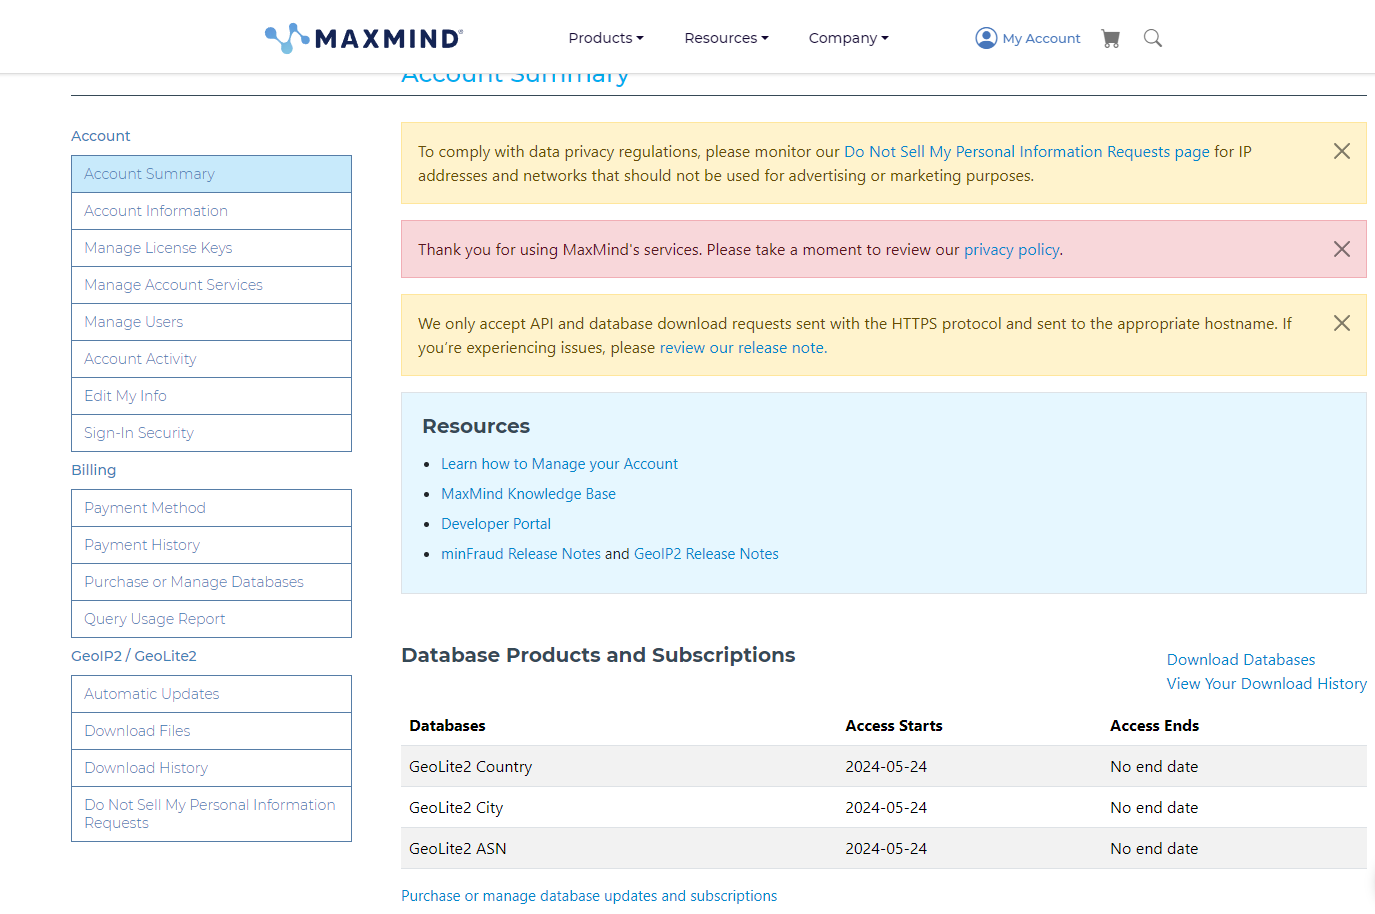 MAXMIND
Products
Resources
Company
My Account
Account Summary
Account
Account Summary
Account Information
Manage License Keys
Manage Account Services
Manage Users
Account Activity
Edit My Info
Sign-In Security
Billing
Payment Method
Payment History
Purchase or Manage Databases
Query Usage Report
GeoIP2 / GeoLite2
Automatic Updates
Download Files
Download History
Do Not Sell My Personal Information
Requests
To comply with data privacy regulations, please monitor our Do Not Sell My Personal Information Requests page for IP
addresses and networks that should not be used for advertising or marketing purposes.
Thank you for using MaxMind's services. Please take a moment to review our privacy policy.
We only accept API and database download requests sent with the HTTPS protocol and sent to the appropriate hostname. If
you’re experiencing issues, please review our release note.
Resources
• Learn how to Manage your Account
• MaxMind Knowledge Base
• Developer Portal
• minFraud Release Notes and GeoIP2 Release Notes
Database Products and Subscriptions
Download Databases
View Your Download History
Databases Access Starts Access Ends
GeoLite2 Country 2024-05-24 No end date
GeoLite2 City 2024-05-24 No end date
GeoLite2 ASN 2024-05-24 No end date
Purchase or manage database updates and subscriptions